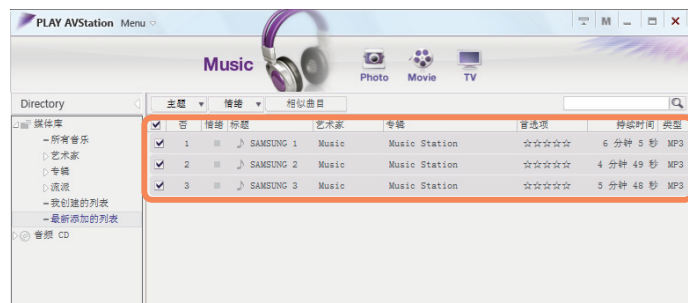 PLAY AVStation Menu M
Music Photo Movie TV
Directory 主题 情绪 相似曲目
媒体库 否 情绪 标题 艺术家 专辑 首选项 持续时间 类型
所有音乐 1 SAMSUNG 1 Music Music Station ☆☆☆☆☆ 6 分钟 5 秒 MP3
艺术家
专辑 2 SAMSUNG 2 Music Music Station ☆☆☆☆☆ 4 分钟 49 秒 MP3
流派 3 SAMSUNG 3 Music Music Station ☆☆☆☆☆ 5 分钟 48 秒 MP3
我创建的列表
最新添加的列表
音频 CD